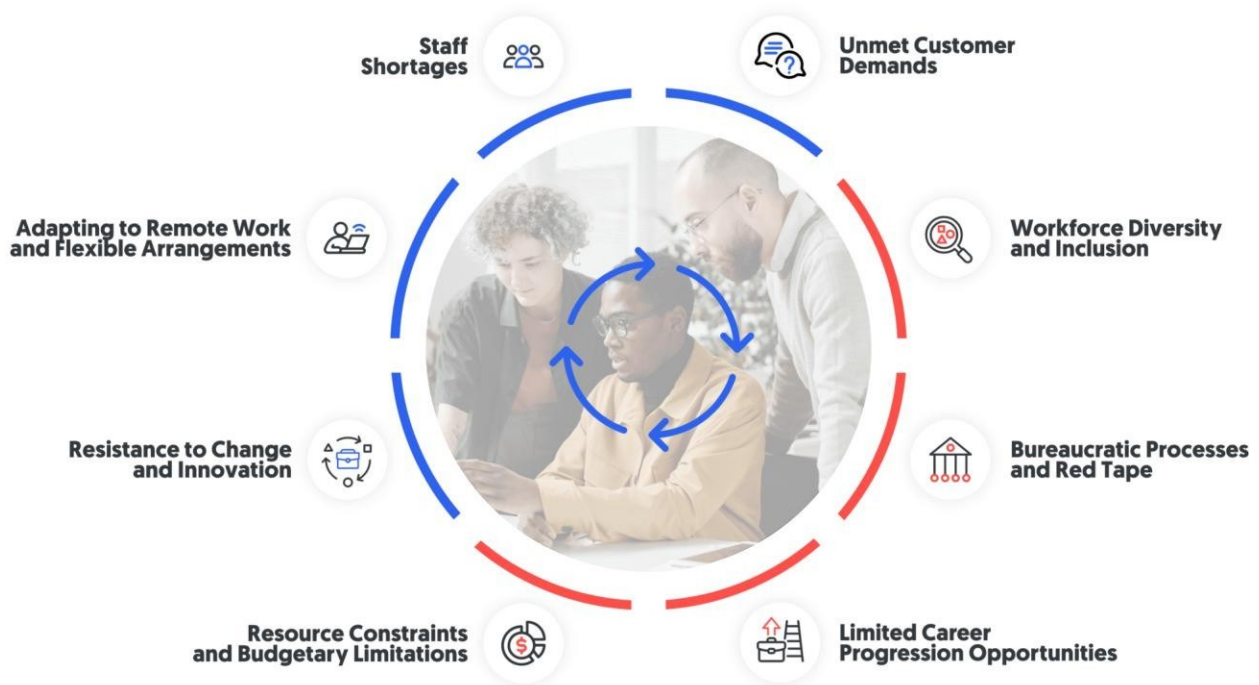 Staff
Shortages
Unmet Customer
Demands
Adapting to Remote Work
and Flexible Arrangements
Workforce Diversity
and Inclusion
Resistance to Change
and Innovation
Bureaucratic Processes
and Red Tape
Resource Constraints
and Budgetary Limitations
Limited Career
Progression Opportunities